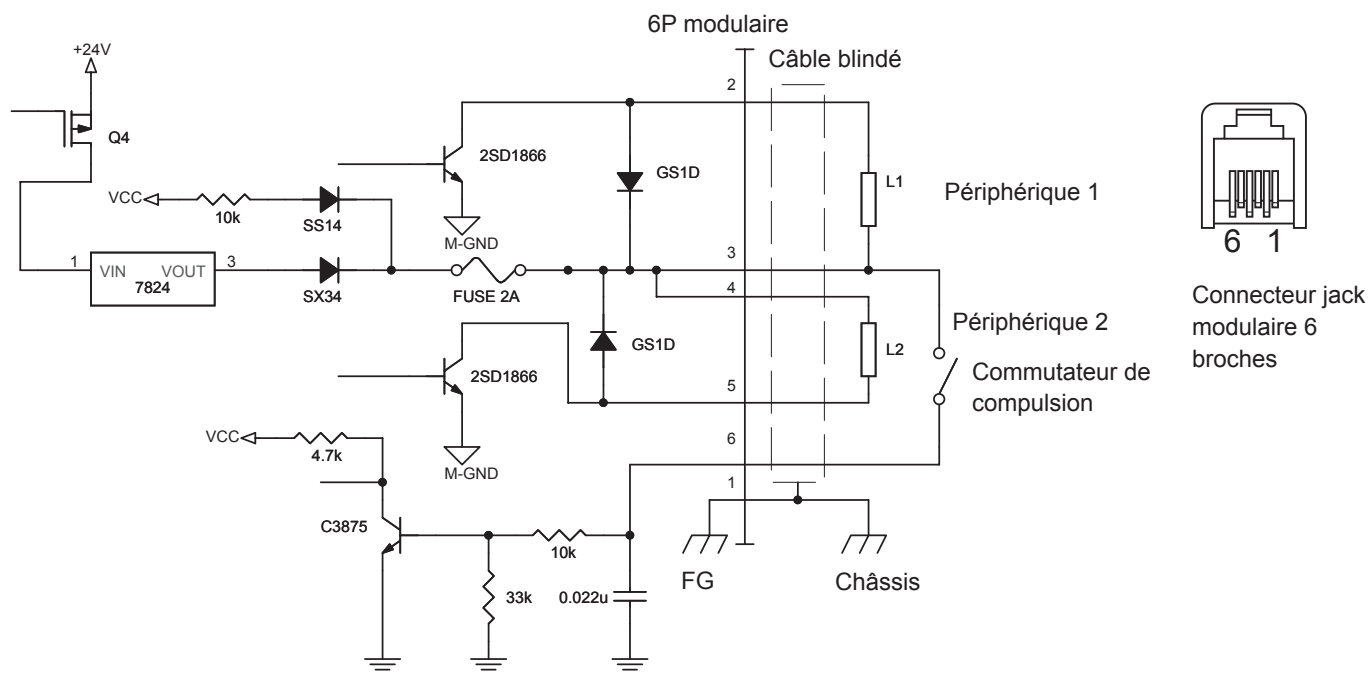 6P modulaire
+24V
Câble blindé
2
Q4
2SD1866
GS1D
L1
Périphérique 1
VCC
10k
SS14
M-GND
6 1
1
VIN VOUT
3
7824
SX34
FUSE 2A
3
4
Connecteur jack
modulaire 6
broches
Périphérique 2
GS1D
L2
2SD1866
5
Commutateur de
compulsion
VCC
4.7k
6
M-GND
1
C3875
10k
33k
0.022u
FG
Châssis